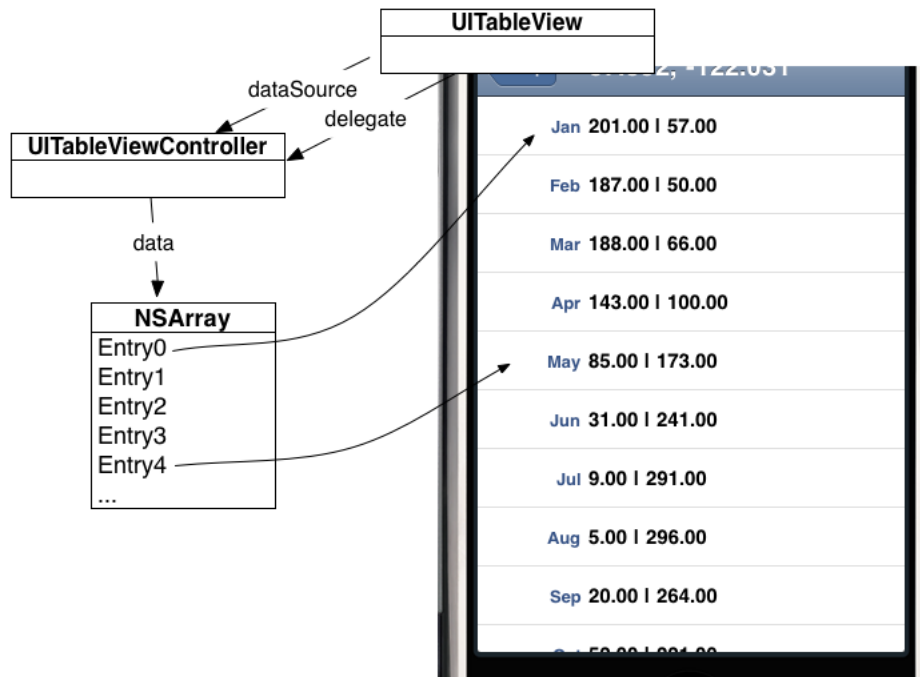 UITableView
dataSource
delegate
UITableViewController
data
NSArray
Entry0
Entry1
Entry2
Entry3
Entry4
...
-122.031
Jan 201.00 | 57.00
Feb 187.00 | 50.00
Mar 188.00 | 66.00
Apr 143.00 | 100.00
May 85.00 | 173.00
Jun 31.00 | 241.00
Jul 9.00 | 291.00
Aug 5.00 | 296.00
Sep 20.00 | 264.00